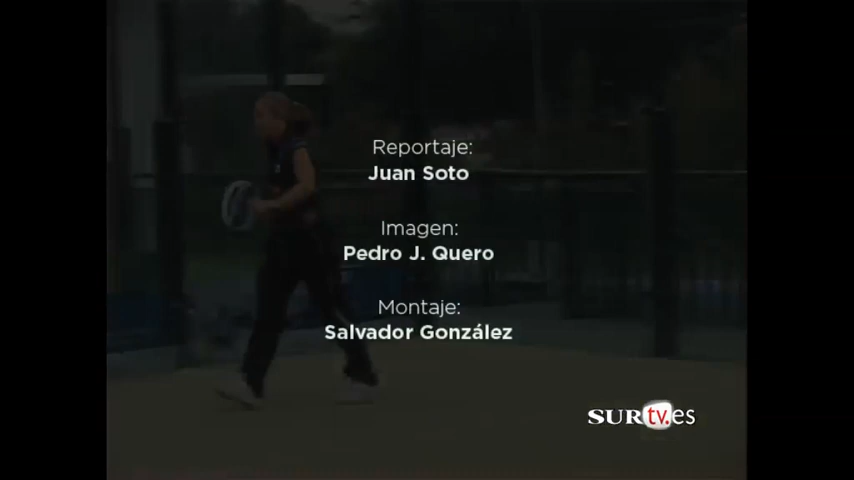 Reportaje:
Juan Soto
Imagen:
Pedro J. Quero
Montaje:
Salvador González
SURtv.es